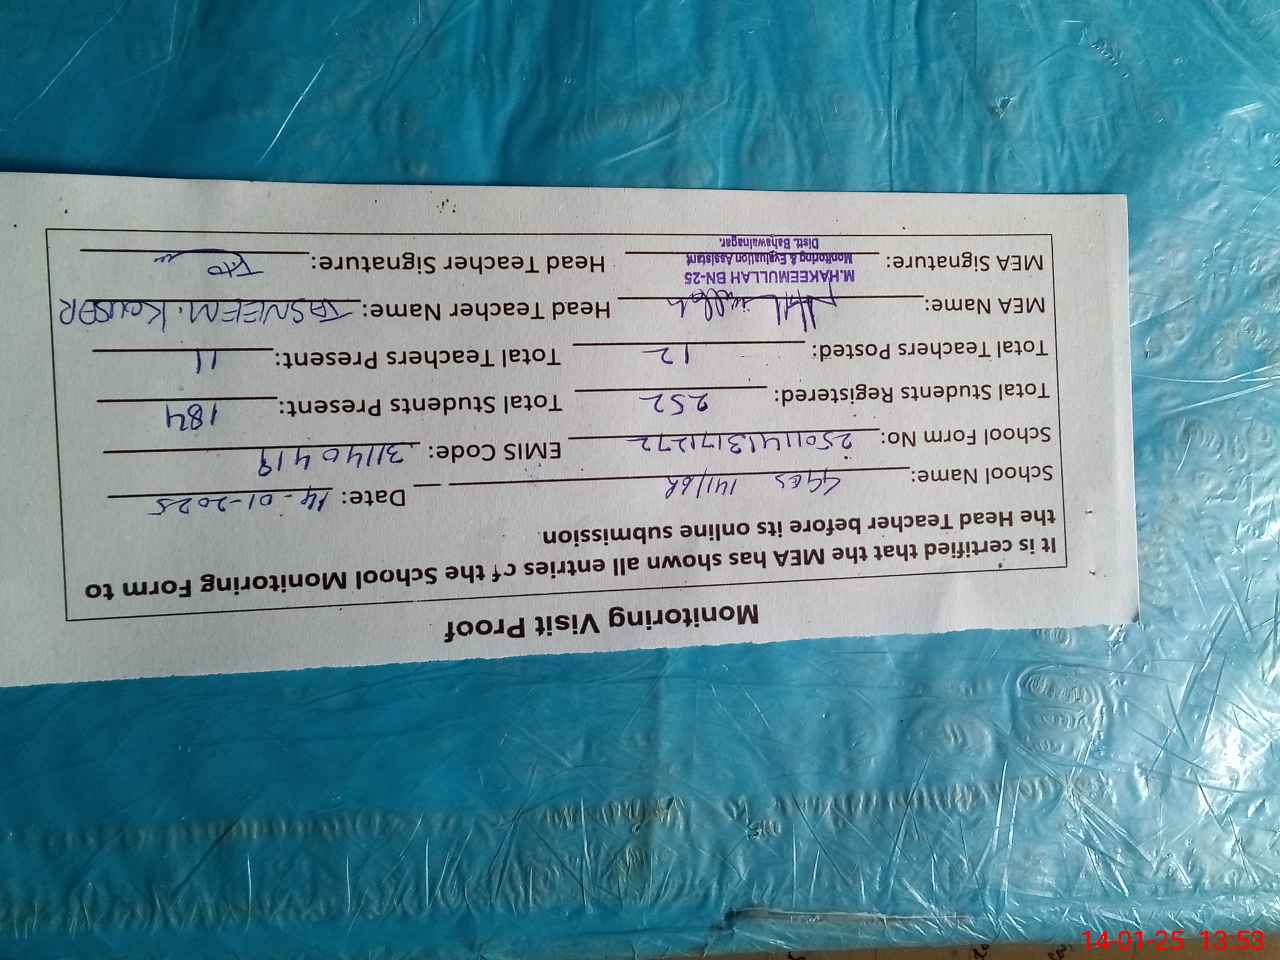 Monitoring Visit Proof
It is certified that the MEA has shown all entries of the School Monitoring Form to
the Head Teacher before its online submission
School Name: GGES 141/6R Date: 14-01-2025
School Form No: EMIS Code: 31140419
Total Students Registered: 252 Total Students Present: 184
Total Teachers Posted: 12 Total Teachers Present: 11
MEA Name: Head Teacher Name: TASNEEM. KOUSAR
M.HAKEEMULLAH BN-25
Monitoring & Evaluation Assistant
Distt. Bahawalnagar.
MEA Signature: Head Teacher Signature:
14-01-25 13:53